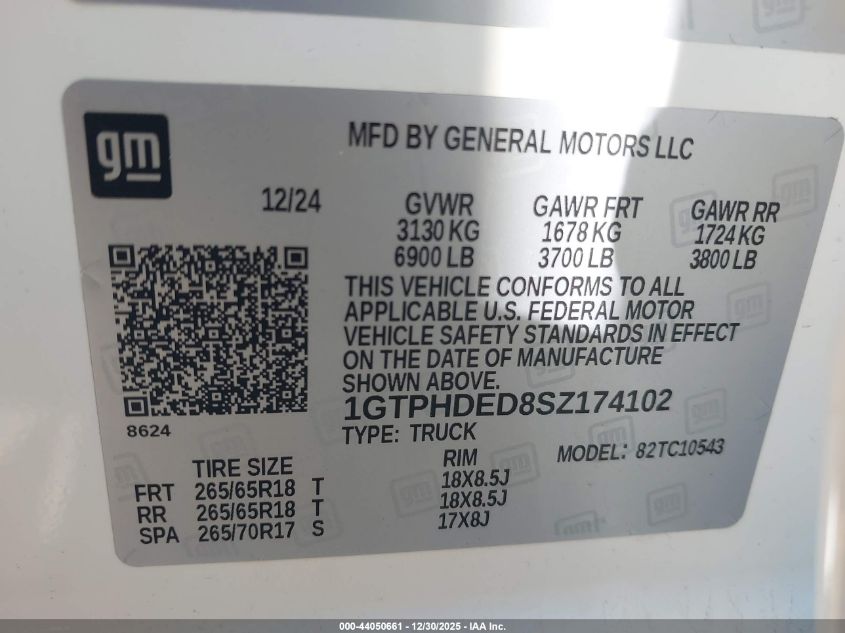 gm
MFD BY GENERAL MOTORS LLC
12/24
GVWR GAWR FRT GAWR RR
3130 KG 1678 KG 1724 KG
6900 LB 3700 LB 3800 LB
THIS VEHICLE CONFORMS TO ALL
APPLICABLE U.S. FEDERAL MOTOR
VEHICLE SAFETY STANDARDS IN EFFECT
ON THE DATE OF MANUFACTURE
SHOWN ABOVE.
1GTPHDED8SZ174102
8624
TYPE: TRUCK
MODEL: 82TC10543
TIRE SIZE RIM
FRT 265/65R18 T 18X8.5J
RR 265/65R18 T 18X8.5J
SPA 265/70R17 S 17X8J
000-44050661 - 12/30/2025 - IAA Inc.